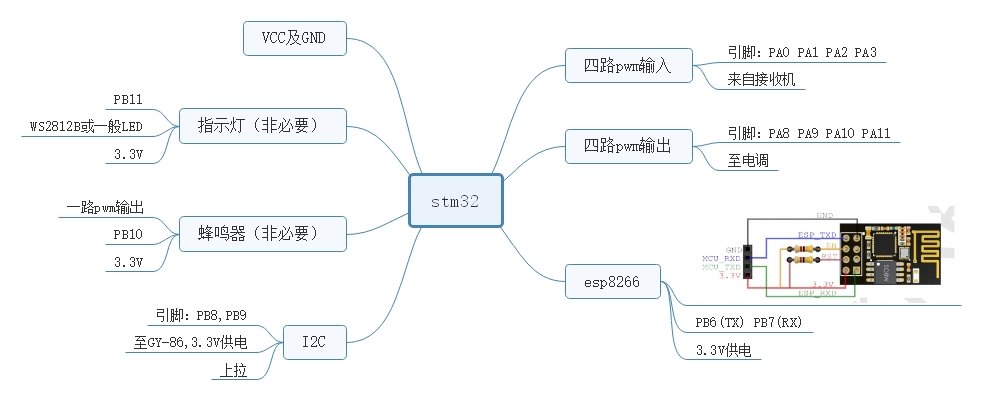 VCC及GND
指示灯（非必要）
PB11
WS2812B或一般LED
3.3V
蜂鸣器（非必要）
一路pwm输出
PB10
3.3V
I2C
引脚：PB8,PB9
至GY-86,3.3V供电
上拉
stm32
四路pwm输入
引脚：PA0 PA1 PA2 PA3
来自接收机
四路pwm输出
引脚：PA8 PA9 PA10 PA11
至电调
esp8266
GND
ESP_TXD
EN
RST
GND
MCU_RXD
MCU_TXD
3.3V
3.3V
ESP_RXD
PB6(TX) PB7(RX)
3.3V供电